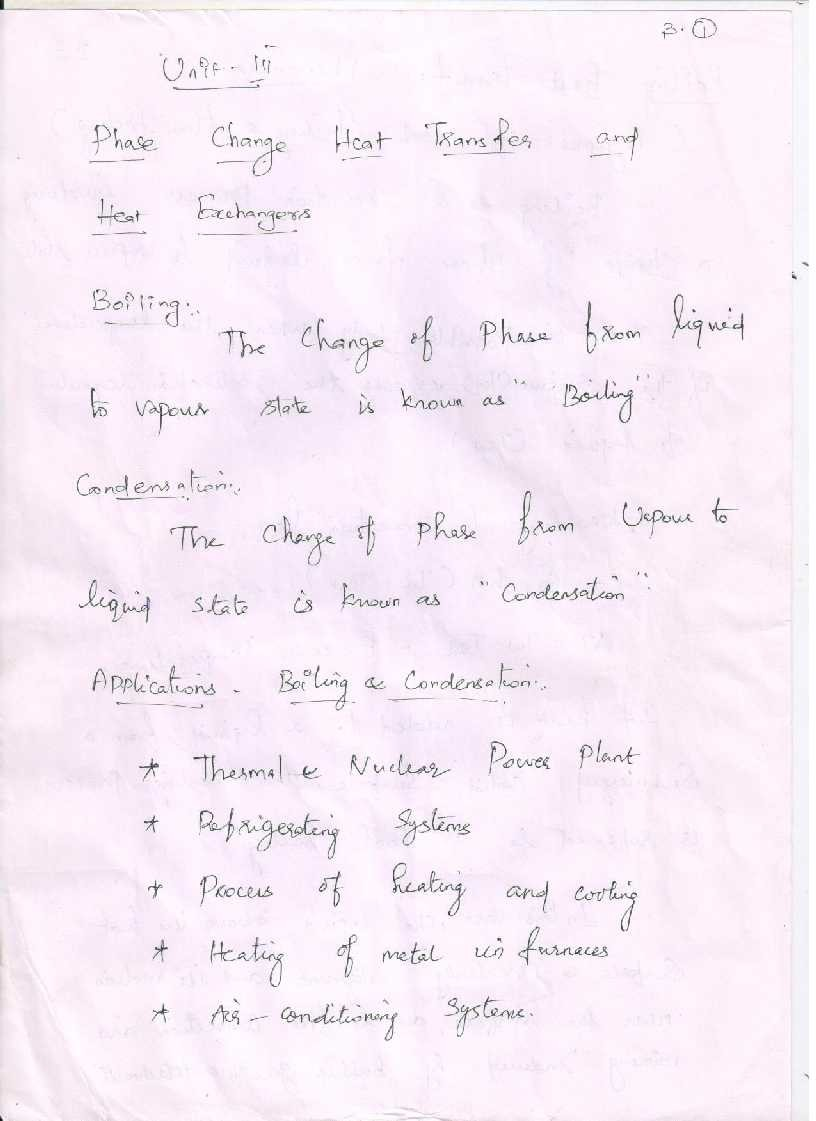 3.①
Unit-III
Phase Change Heat Transfer and
Heat Exchangers
Boiling:.
The Change of Phase from liquid
to vapour state is known as "Boiling"
Condensation:.
The Change of phase from Vapour to
liquid state is known as "Condensation".
Applications - Boiling & Condensation:.
* Thermal & Nuclear Power plant
* Refrigerating Systems
* Process of heating and cooling
* Heating of metal in furnaces
* Air-conditioning Systems.